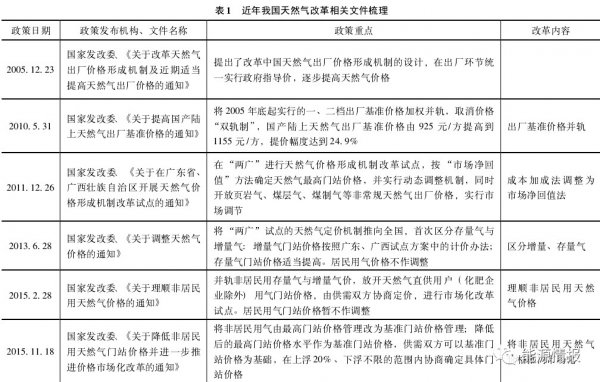 表1 近年我国天然气改革相关文件梳理
政策日期 政策发布机构、文件名称 政策重点 改革内容
2005.12.23
国家发改委,《关于改革天然气
出厂价格形成机制及近期适当
提高天然气出厂价格的通知》
提出了改革中国天然气出厂价格形成机制的设计,在出厂环节统
一实行政府指导价,逐步提高天然气价格
2010.5.31
国家发改委,《关于提高国产陆
上天然气出厂基准价格的通知》
将2005年底起实行的一、二档出厂基准价格加权并轨,取消价格
“双轨制”,国产陆上天然气出厂基准价格由925元/方提高到
1155元/方,提价幅度达到24.9%
出厂基准价格并轨
2011.12.26
国家发改委,《关于在广东省、
广西壮族自治区开展天然气价
格形成机制改革试点的通知》
在“两广”进行天然气价格形成机制改革试点,按“市场净回
值”方法确定天然气最高门站价格,并实行动态调整机制,同时
开放页岩气、煤层气、煤制气等非常规天然气出厂价格,实行市
场调节
成本加成法调整为
市场净回值法
2013.6.28
国家发改委,《关于调整天然气
价格的通知》
将“两广”试点的天然气定价机制推向全国,首次区分存量气与
增量气;增量气门站价格按照广东、广西试点方案中的计价办法;
存量气门站价格适当提高。居民用气价格不作调整
区分增量、存量气
2015.2.28
国家发改委,《关于理顺非居民
用天然气价格的通知》
并轨非居民用存量气与增量气价,放开天然气直供用户(化肥企
业除外)用气门站价格,由供需双方协商定价,进行市场化改革
试点。居民用气门站价格暂不作调整
理顺非居民用天然
气价格
2015.11.18
国家发改委,《关于降低非居民
用天然气门站价格并进一步推
进价格市场化改革的通知》
将非居民用气由最高门站价格管理改为基准门站价格管理;降低
后的最高门站价格水平作为基准门站价格,供需双方可以基准门
站价格为基础,在上浮20%、下浮不限的范围内协商确定具体门
站价格
将非居民用天然气
能源情报